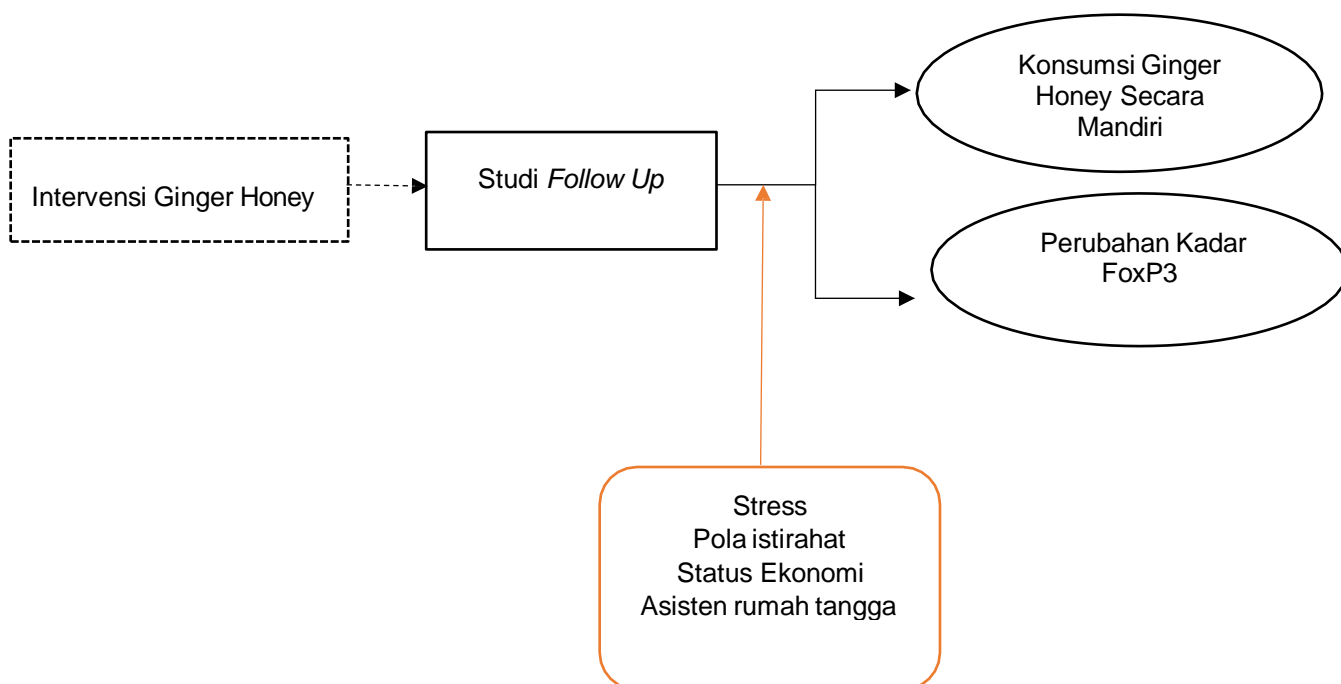 Intervensi Ginger Honey
Studi Follow Up
Konsumsi Ginger
Honey Secara
Mandiri
Perubahan Kadar
FoxP3
Stress
Pola istirahat
Status Ekonomi
Asisten rumah tangga